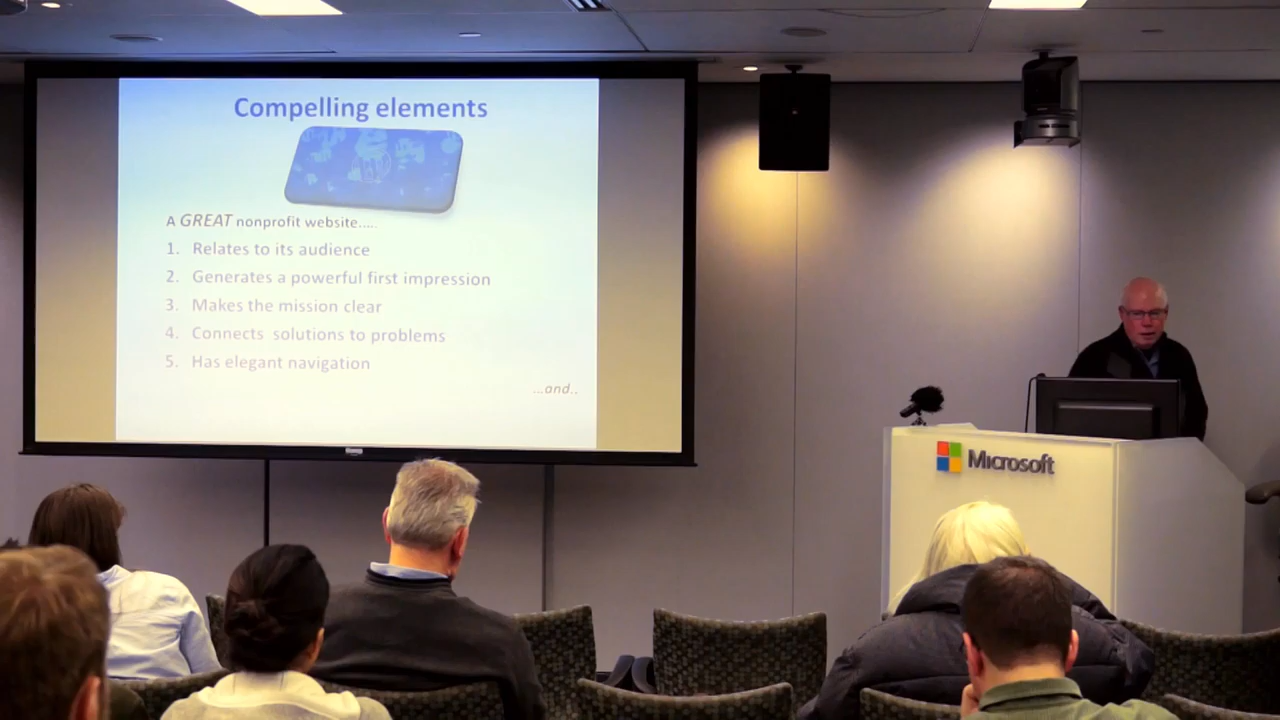 Compelling elements
A GREAT nonprofit website.....
1. Relates to its audience
2. Generates a powerful first impression
3. Makes the mission clear
4. Connects solutions to problems
5. Has elegant navigation
...and..
Microsoft